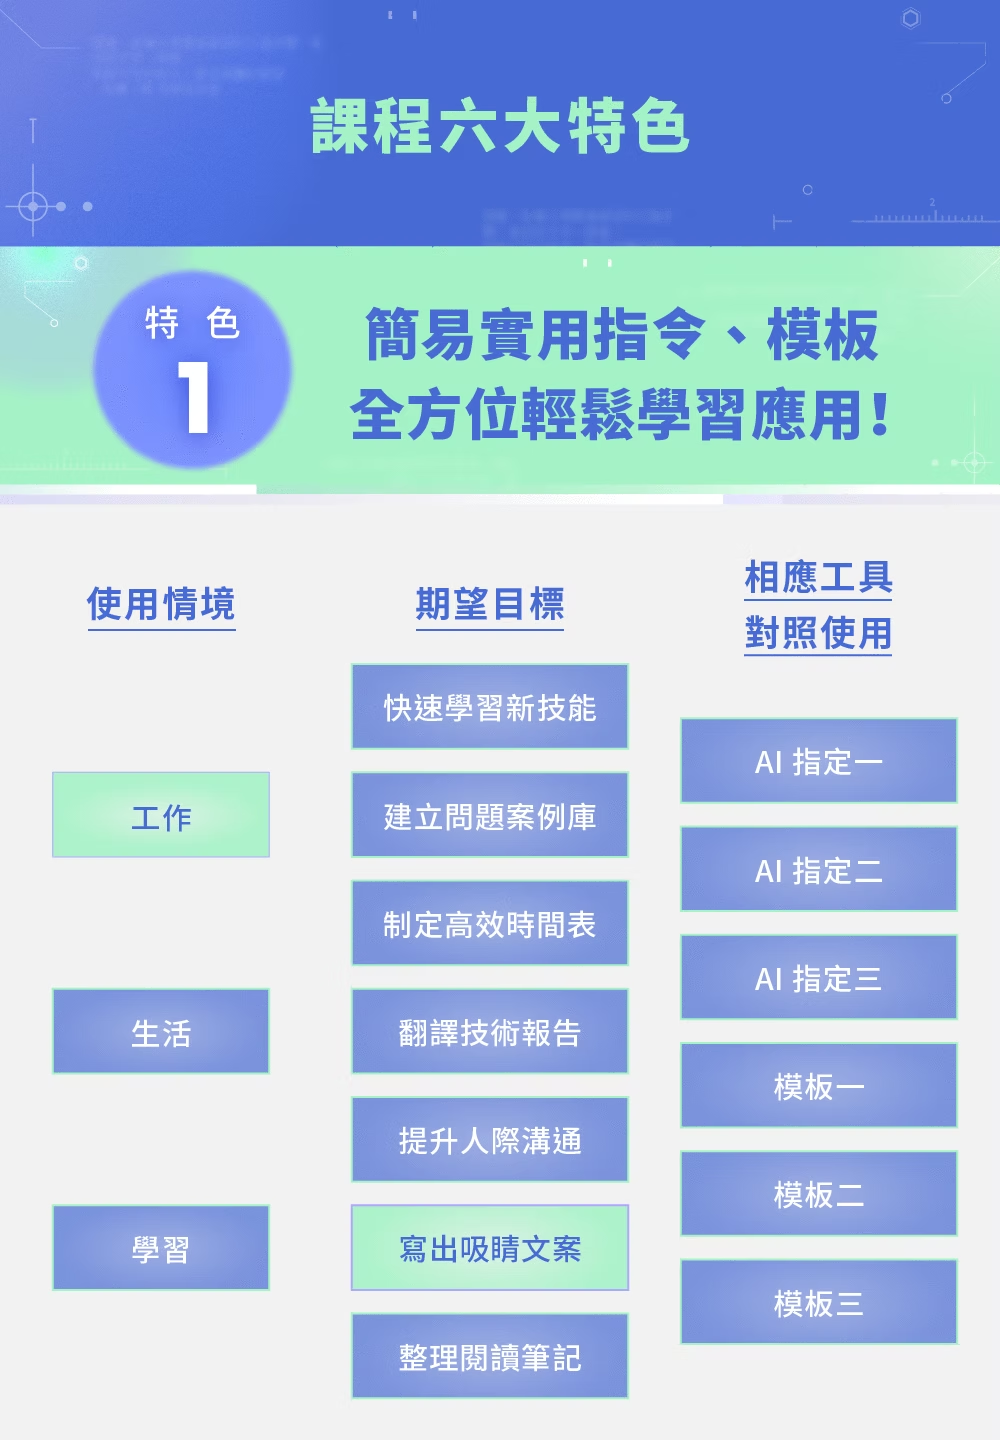 課程六大特色
特色
1
簡易實用指令、模板
全方位輕鬆學習應用!
使用情境
期望目標
相應工具
對照使用
工作
生活
學習
快速學習新技能
建立問題案例庫
制定高效時間表
翻譯技術報告
提升人際溝通
寫出吸睛文案
整理閱讀筆記
AI 指定一
AI 指定二
AI 指定三
模板一
模板二
模板三